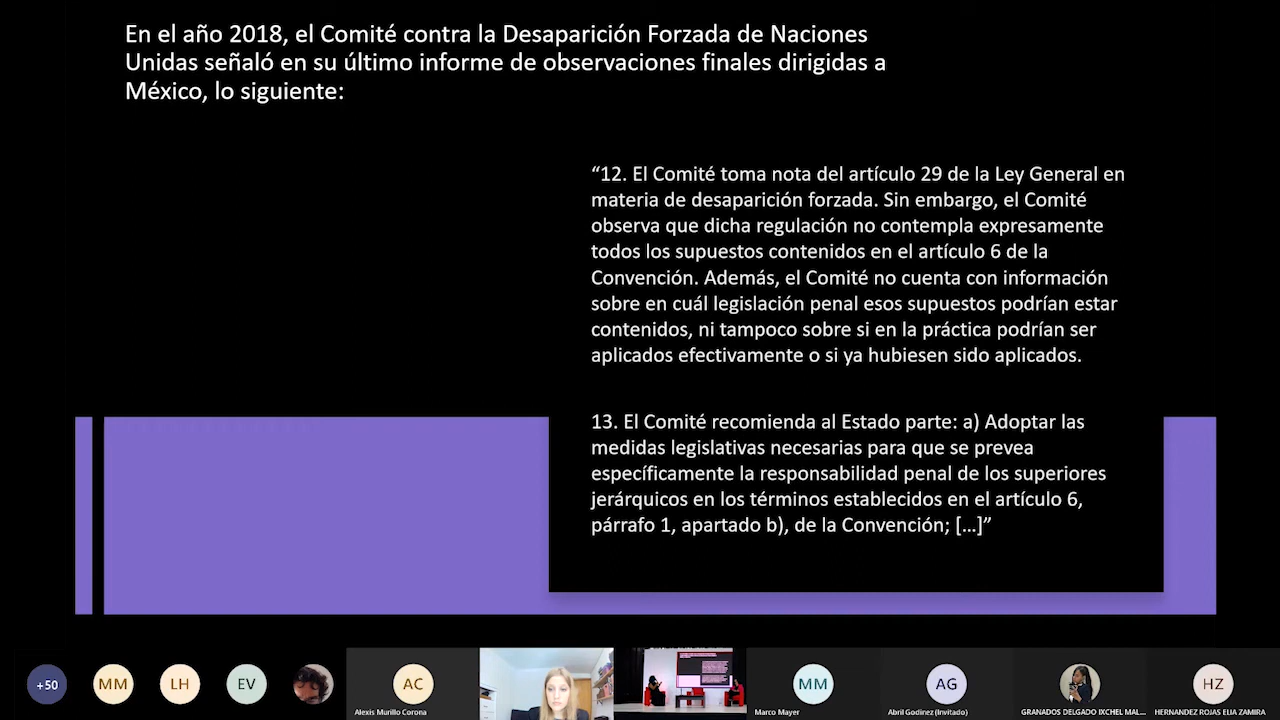 En el año 2018, el Comité contra la Desaparición Forzada de Naciones
Unidas señaló en su último informe de observaciones finales dirigidas a
México, lo siguiente:
“12. El Comité toma nota del artículo 29 de la Ley General en
materia de desaparición forzada. Sin embargo, el Comité
observa que dicha regulación no contempla expresamente
todos los supuestos contenidos en el artículo 6 de la
Convención. Además, el Comité no cuenta con información
sobre en cuál legislación penal esos supuestos podrían estar
contenidos, ni tampoco sobre si en la práctica podrían ser
aplicados efectivamente o si ya hubiesen sido aplicados.
13. El Comité recomienda al Estado parte: a) Adoptar las
medidas legislativas necesarias para que se prevea
específicamente la responsabilidad penal de los superiores
jerárquicos en los términos establecidos en el artículo 6,
párrafo 1, apartado b), de la Convención; […]”
+50
MM
LH
EV
AC
Alexis Murillo Corona
MM
Marco Mayer
AG
Abril Godinez (Invitado)
GRANADOS DELGADO IXCHEL MAL...
HZ
HERNANDEZ ROJAS ELIA ZAMIRA